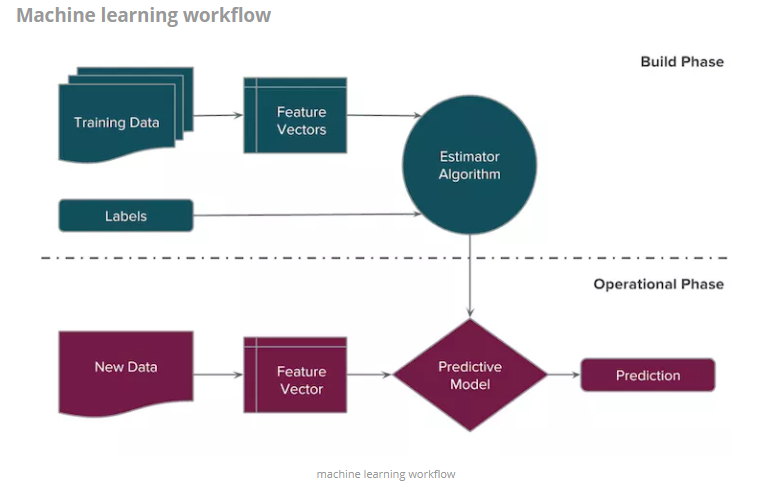 Machine learning workflow
Build Phase
Training Data
Feature
Vectors
Estimator
Algorithm
Labels
Operational Phase
New Data
Feature
Vector
Predictive
Model
Prediction
machine learning workflow